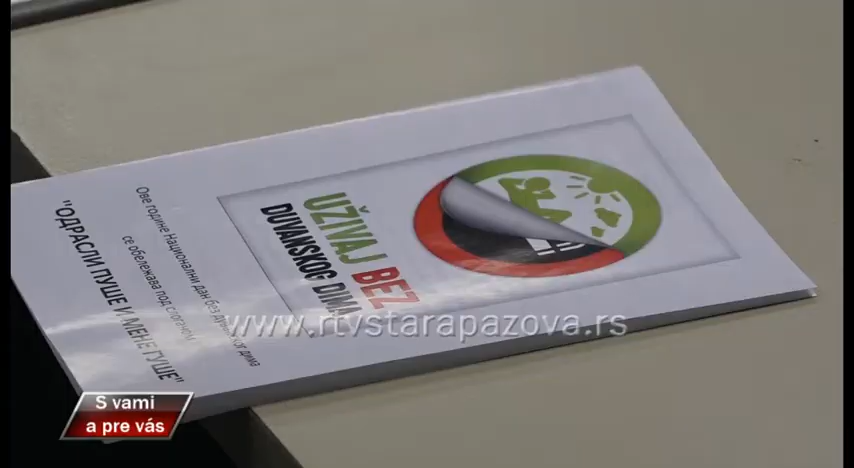 UŽIVAJ BEZ
DUVANSKOG DIMA
Ове године Национални дан без дуванског дима
се обележава под слоганом
"ОДРАСЛИ ПУШЕ И МЕНЕ ГУШЕ"
www.rtvstarapazova.rs
S vami
a pre vás